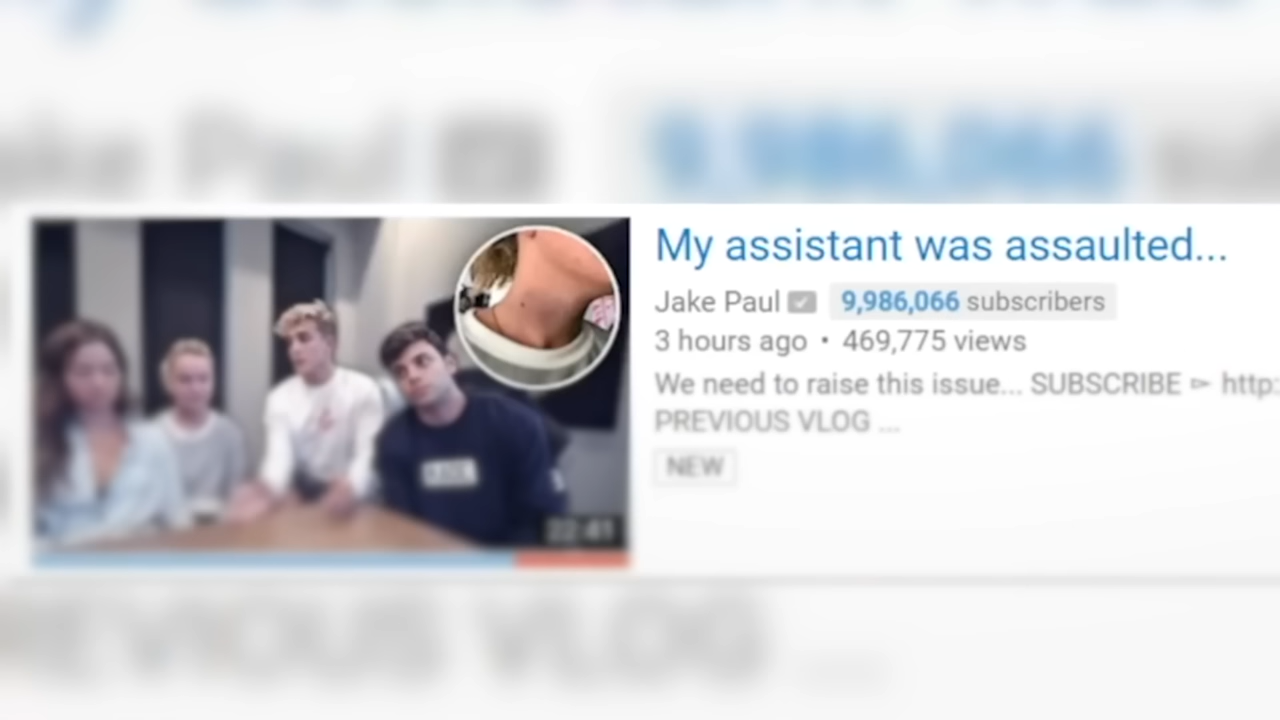 My assistant was assaulted...
Jake Paul 9,986,066 subscribers
3 hours ago • 469,775 views
We need to raise this issue... SUBSCRIBE ► http:
PREVIOUS VLOG ...
NEW
22:41